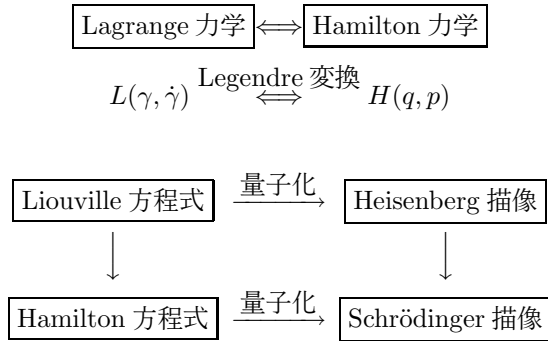 Lagrange 力学 ⟺ Hamilton 力学
Legendre 変換
L(γ, γ̇) ⟺ H(q, p)
量子化
Liouville 方程式 → Heisenberg 描像
↓ ↓
量子化
Hamilton 方程式 → Schrödinger 描像